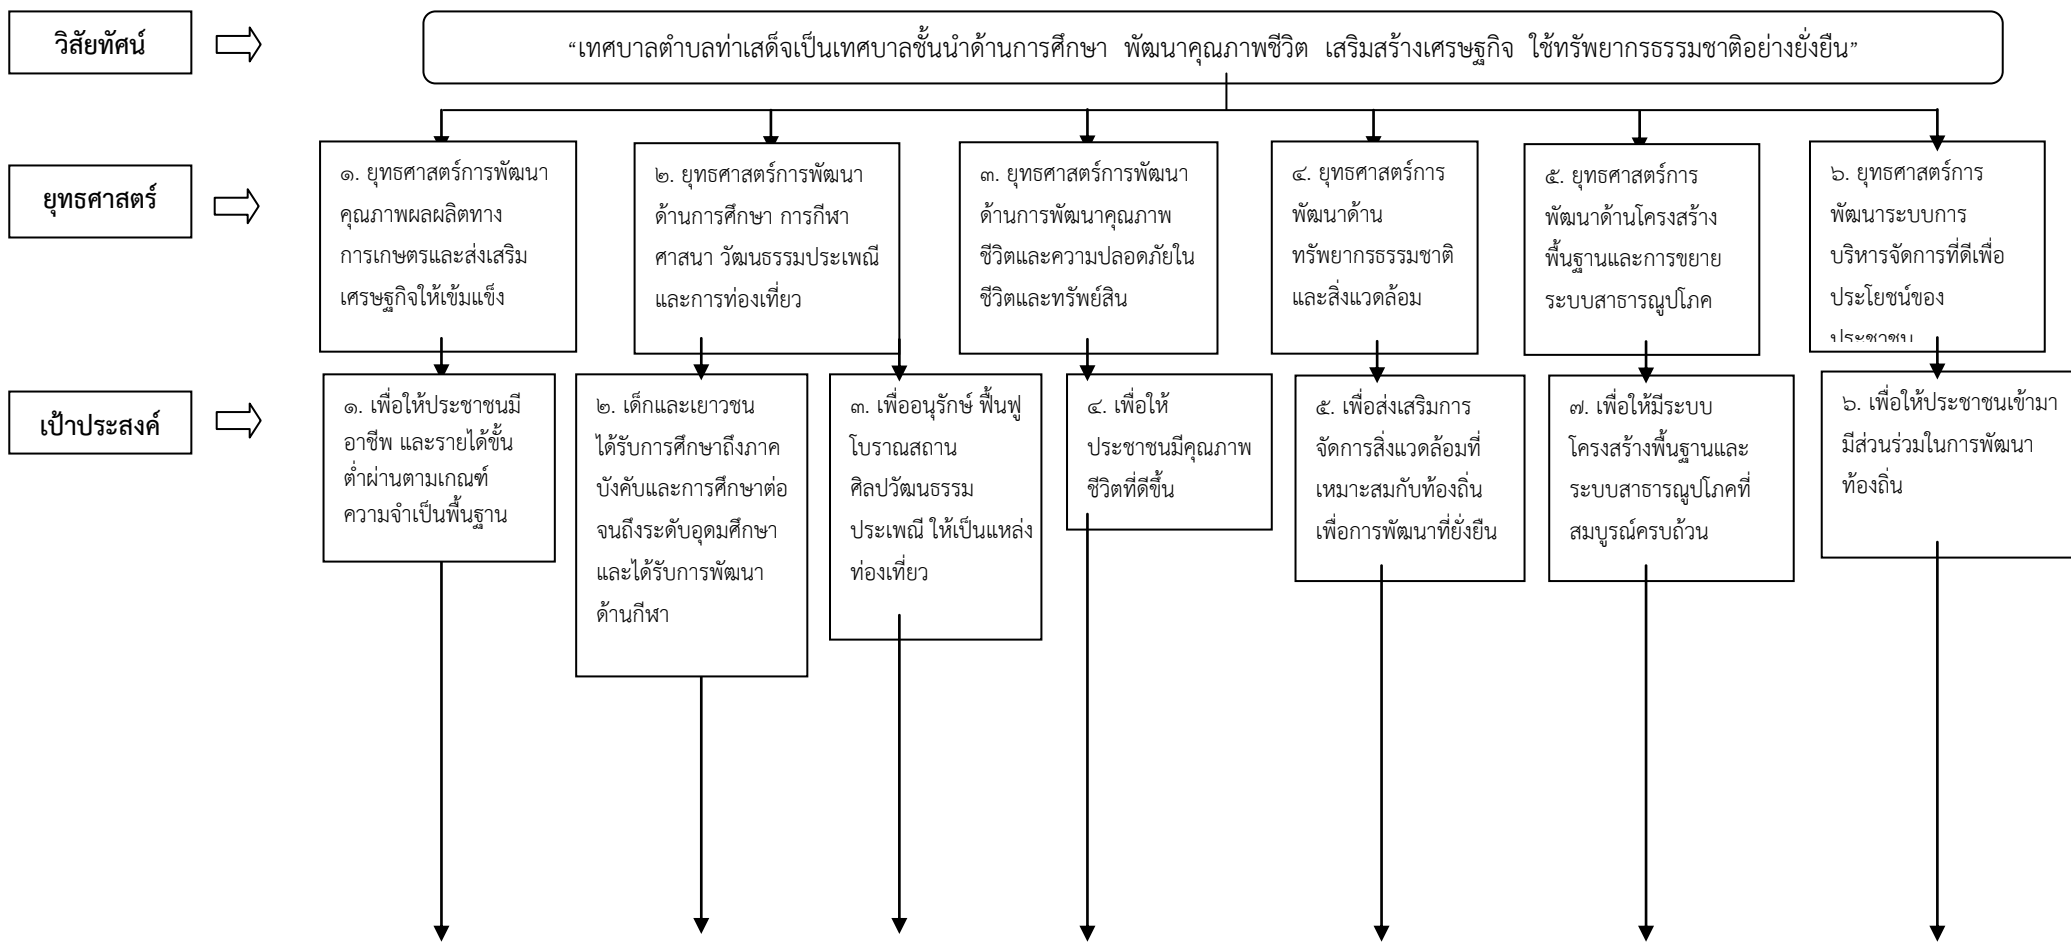 วิสัยทัศน์
“เทศบาลตำบลท่าเสด็จเป็นเทศบาลชั้นนำด้านการศึกษา พัฒนาคุณภาพชีวิต เสริมสร้างเศรษฐกิจ ใช้ทรัพยากรธรรมชาติอย่างยั่งยืน”
ยุทธศาสตร์
๑. ยุทธศาสตร์การพัฒนา
คุณภาพผลผลิตทาง
การเกษตรและส่งเสริม
เศรษฐกิจให้เข้มแข็ง
๒. ยุทธศาสตร์การพัฒนา
ด้านการศึกษา การกีฬา
ศาสนา วัฒนธรรมประเพณี
และการท่องเที่ยว
๓. ยุทธศาสตร์การพัฒนา
ด้านการพัฒนาคุณภาพ
ชีวิตและความปลอดภัยใน
ชีวิตและทรัพย์สิน
๔. ยุทธศาสตร์การ
พัฒนาด้าน
ทรัพยากรธรรมชาติ
และสิ่งแวดล้อม
๕. ยุทธศาสตร์การ
พัฒนาด้านโครงสร้าง
พื้นฐานและการขยาย
ระบบสาธารณูปโภค
๖. ยุทธศาสตร์การ
พัฒนาระบบการ
บริหารจัดการที่ดีเพื่อ
ประโยชน์ของ
ประชาชน
เป้าประสงค์
๑. เพื่อให้ประชาชนมี
อาชีพ และรายได้ขั้น
ต่ำผ่านตามเกณฑ์
ความจำเป็นพื้นฐาน
๒. เด็กและเยาวชน
ได้รับการศึกษาถึงภาค
บังคับและการศึกษาต่อ
จนถึงระดับอุดมศึกษา
และได้รับการพัฒนา
ด้านกีฬา
๓. เพื่ออนุรักษ์ ฟื้นฟู
โบราณสถาน
ศิลปวัฒนธรรม
ประเพณี ให้เป็นแหล่ง
ท่องเที่ยว
๔. เพื่อให้
ประชาชนมีคุณภาพ
ชีวิตที่ดีขึ้น
๕. เพื่อส่งเสริมการ
จัดการสิ่งแวดล้อมที่
เหมาะสมกับท้องถิ่น
เพื่อการพัฒนาที่ยั่งยืน
๗. เพื่อให้มีระบบ
โครงสร้างพื้นฐานและ
ระบบสาธารณูปโภคที่
สมบูรณ์ครบถ้วน
๖. เพื่อให้ประชาชนเข้ามา
มีส่วนร่วมในการพัฒนา
ท้องถิ่น